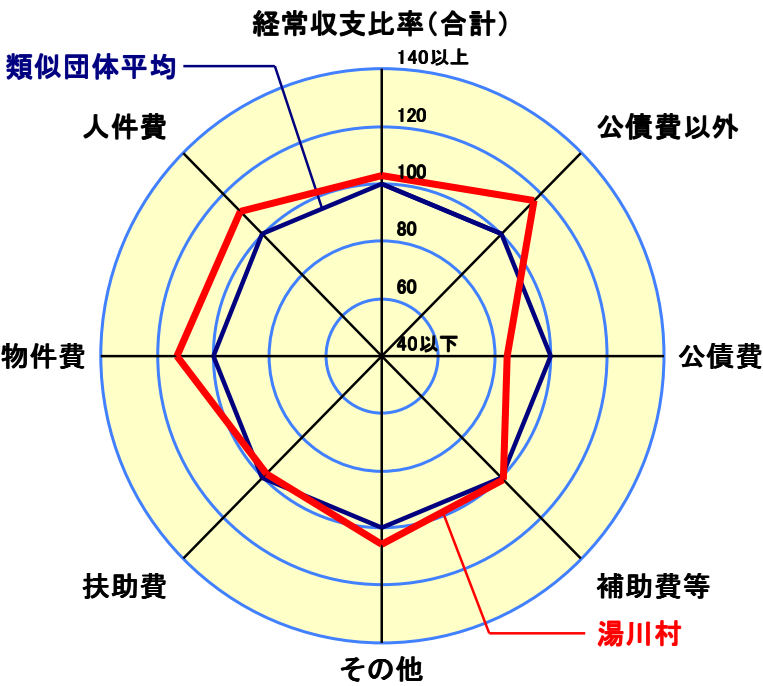 経常収支比率（合計）
類似団体平均
140以上
人件費
120
公債費以外
100
80
60
物件費
40以下
公債費
扶助費
補助費等
湯川村
その他